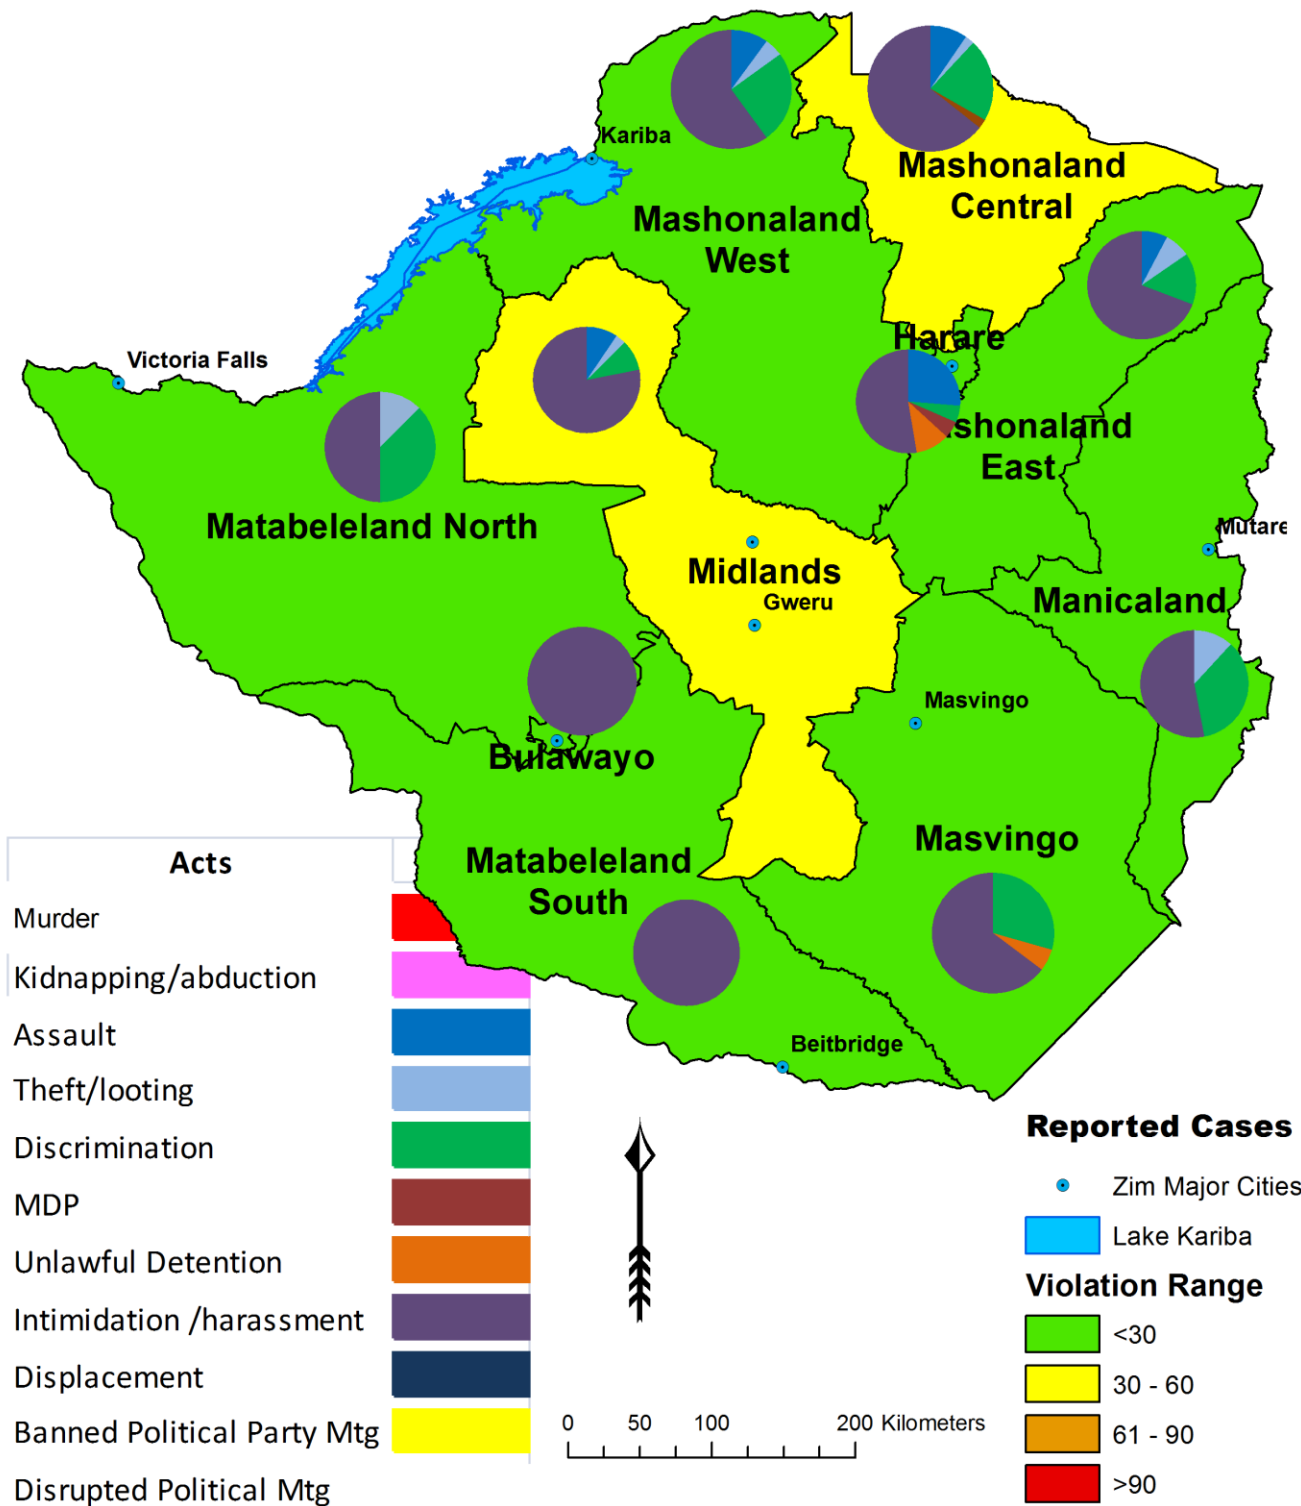 Kariba
Mashonaland
Central
Mashonaland
West
Harare
Victoria Falls
shonaland
East
Matabeleland North
Mutare
Midlands
Gweru
Manicaland
Masvingo
Bulawayo
Masvingo
Matabeleland
South
Beitbridge
Acts
Murder
Kidnapping/abduction
Assault
Theft/looting
Discrimination
MDP
Unlawful Detention
Intimidation /harassment
Displacement
Banned Political Party Mtg
Disrupted Political Mtg
0 50 100 200 Kilometers
Reported Cases
Zim Major Cities
Lake Kariba
Violation Range
<30
30 - 60
61 - 90
>90